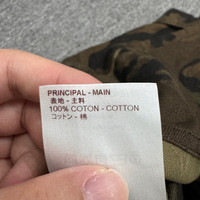 PRINCIPAL - MAIN
表地 - 主料
100% COTON - COTTON
コットン - 棉